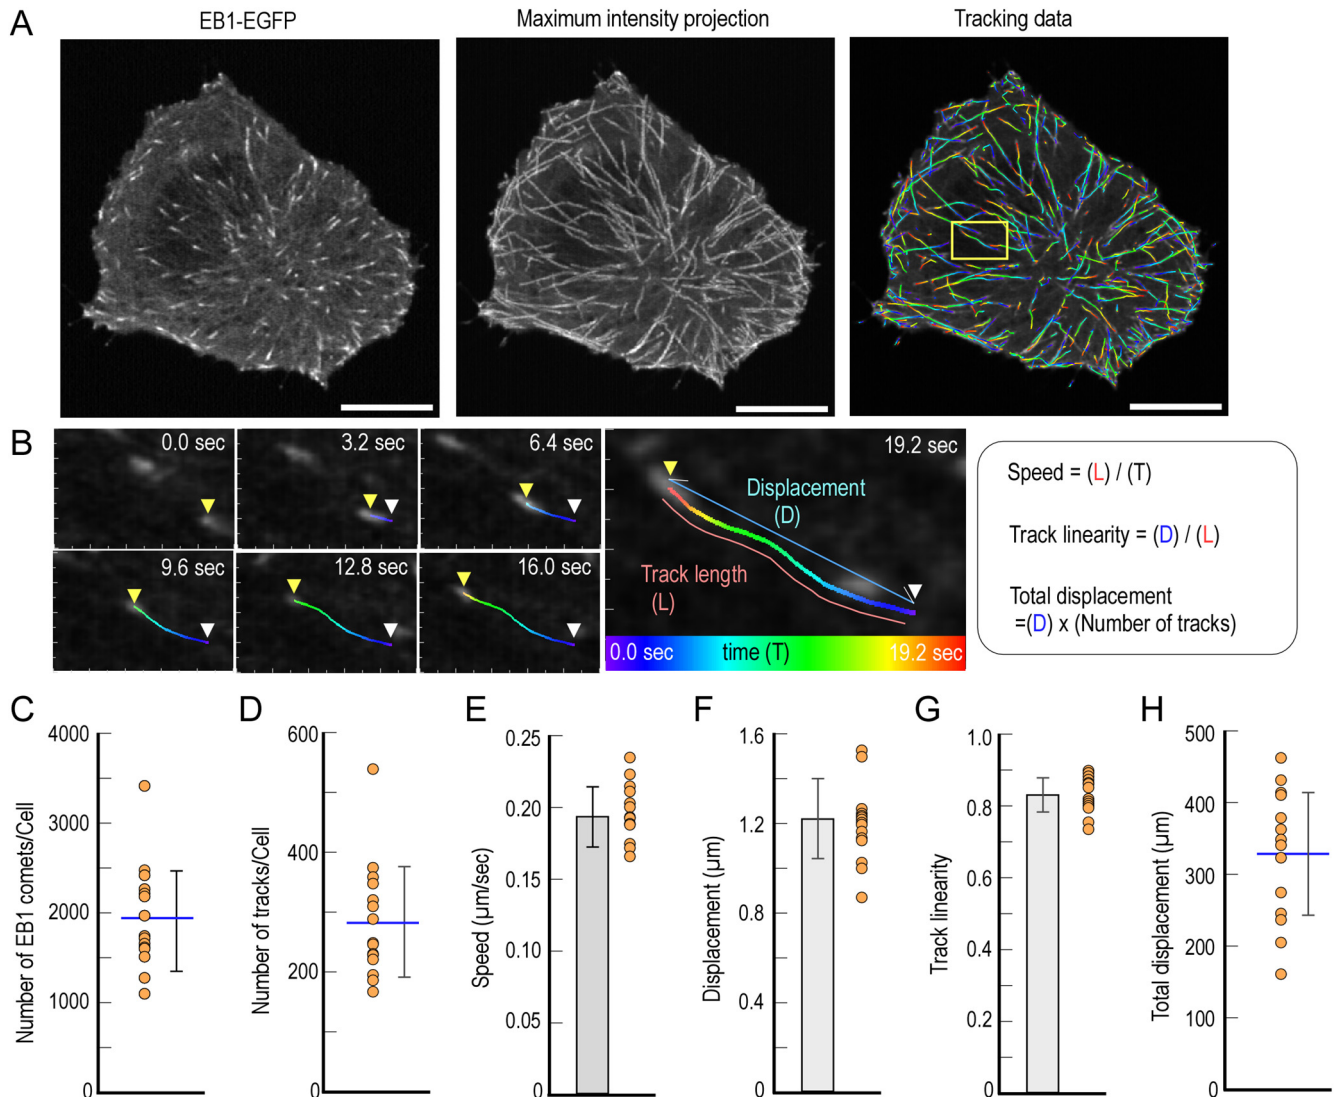 A
EB1-EGFP
Maximum intensity projection
Tracking data
B
0.0 sec
3.2 sec
6.4 sec
9.6 sec
12.8 sec
16.0 sec
19.2 sec
Displacement
(D)
Track length
(L)
0.0 sec
time (T)
19.2 sec
Speed = (L) / (T)
Track linearity = (D) / (L)
Total displacement
=(D) x (Number of tracks)
C
Number of EB1 comets/Cell
4000
3000
2000
1000
0
D
Number of tracks/Cell
600
400
200
0
E
Speed (µm/sec)
0.25
0.20
0.15
0.10
0.05
0
F
Displacement (µm)
1.6
1.2
1.6
0.4
0
G
Track linearity
1.0
0.8
0.6
0.4
0.2
0
H
Total displacement (µm)
500
400
300
200
100
0